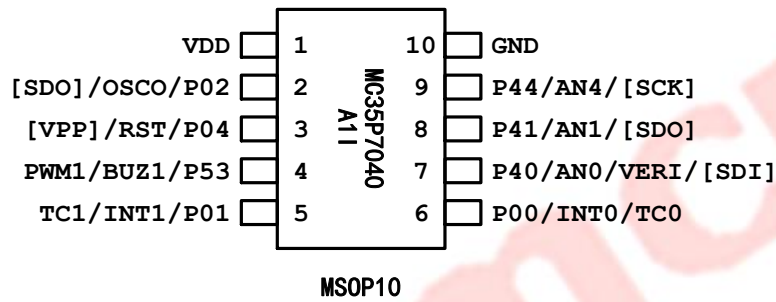 VDD 1 10 GND
[SDO]/OSCO/P02 2 9 P44/AN4/[SCK]
[VPP]/RST/P04 3 8 P41/AN1/[SDO]
PWM1/BUZ1/P53 4 7 P40/AN0/VERI/[SDI]
TC1/INT1/P01 5 6 P00/INT0/TC0
MC35P7040
A1I
MSOP10